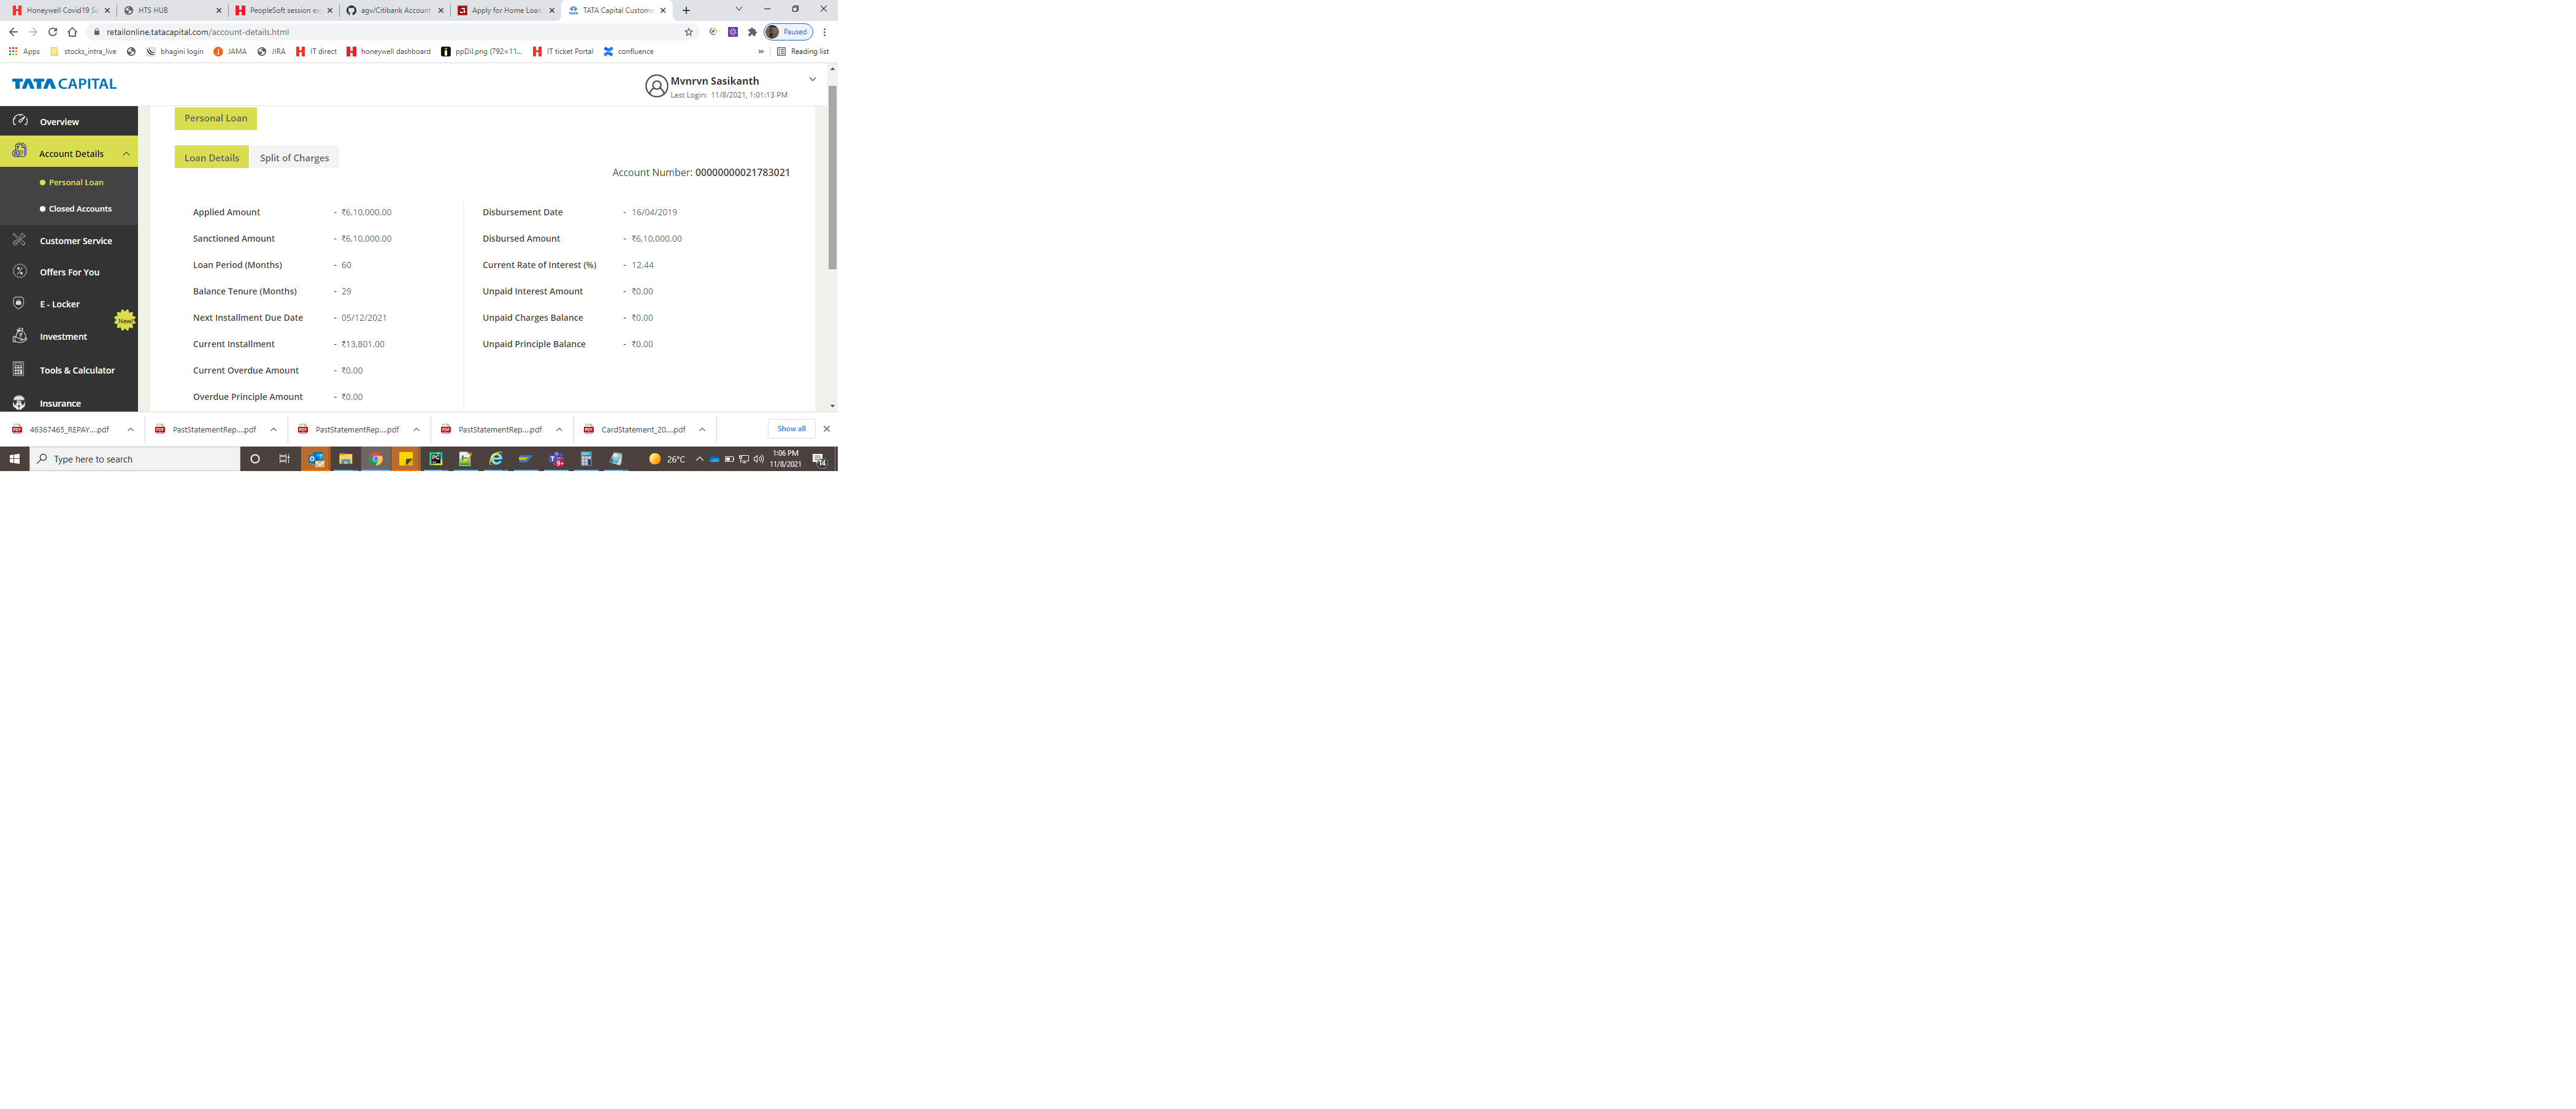 Honeywell Covid19 Su
HTS HUB
PeopleSoft session ex
agv/Citibank Account
Apply for Home Loan
TATA Capital Custome
retailonline.tatacapital.com/account-details.html
Paused
Apps
stocks_intra_live
bhagini login
JAMA
JIRA
IT direct
honeywell dashboard
ppDil.png (792×11...
IT ticket Portal
confluence
»
Reading list
TATA CAPITAL
Mvnrvn Sasikanth
Last Login: 11/8/2021, 1:01:13 PM
Overview
Account Details
Personal Loan
Closed Accounts
Customer Service
Offers For You
E - Locker
New
Investment
Tools & Calculator
Insurance
Personal Loan
Loan Details
Split of Charges
Account Number: 00000000021783021
Applied Amount - ₹6,10,000.00
Sanctioned Amount - ₹6,10,000.00
Loan Period (Months) - 60
Balance Tenure (Months) - 29
Next Installment Due Date - 05/12/2021
Current Installment - ₹13,801.00
Current Overdue Amount - ₹0.00
Overdue Principle Amount - ₹0.00
Disbursement Date - 16/04/2019
Disbursed Amount - ₹6,10,000.00
Current Rate of Interest (%) - 12.44
Unpaid Interest Amount - ₹0.00
Unpaid Charges Balance - ₹0.00
Unpaid Principle Balance - ₹0.00
46367465_REPAY....pdf
PastStatementRep....pdf
PastStatementRep....pdf
PastStatementRep....pdf
CardStatement_20....pdf
Show all
Type here to search
26°C
1:06 PM
11/8/2021
14